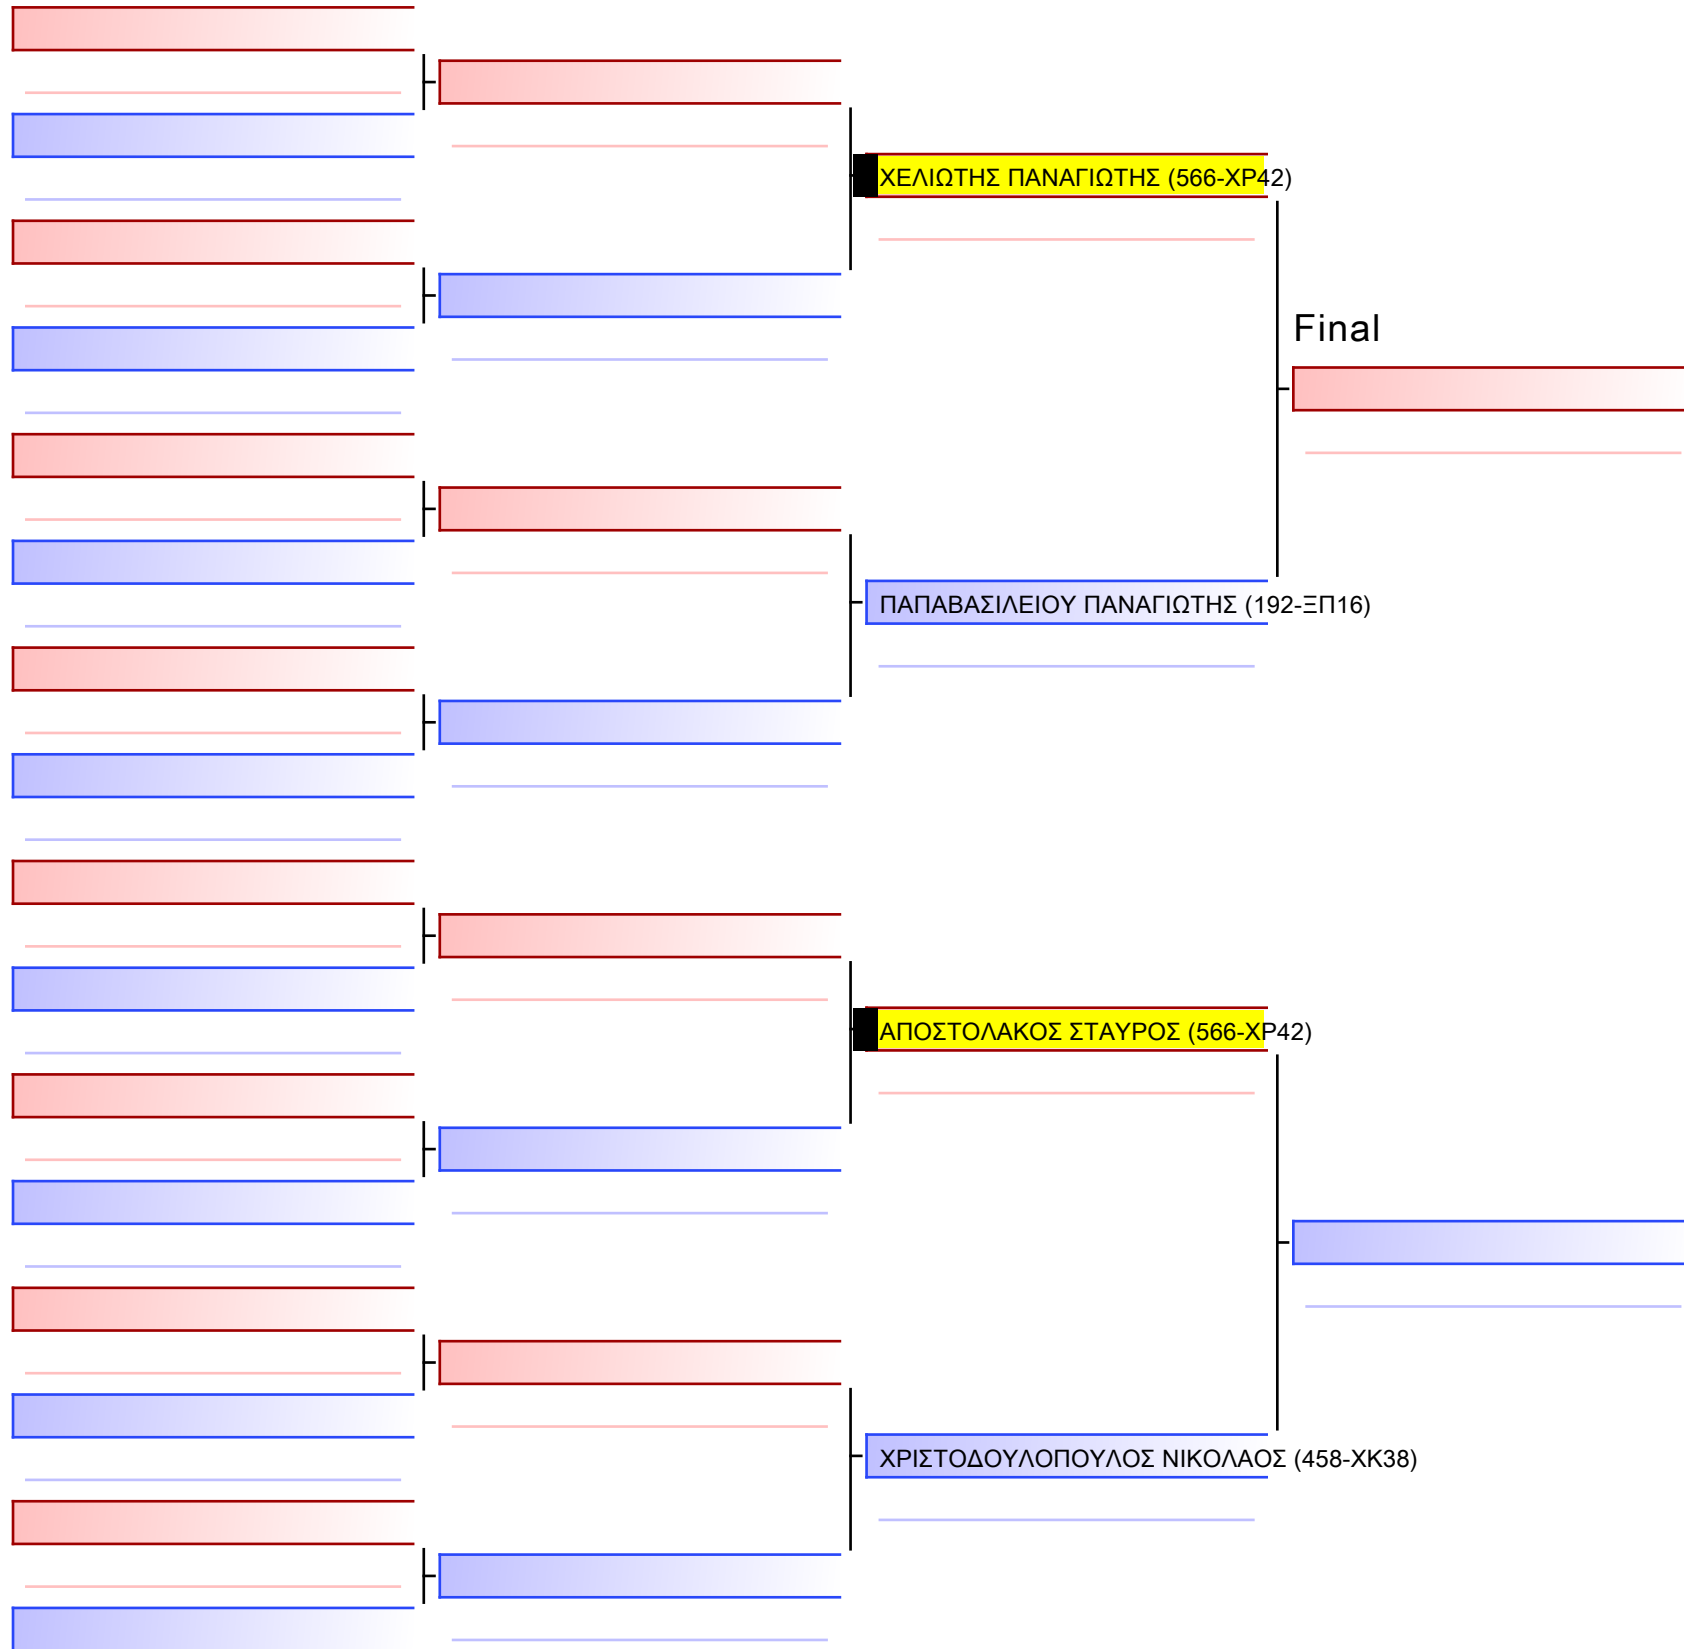 ΧΕΛΙΩΤΗΣ ΠΑΝΑΓΙΩΤΗΣ (566-ΧΡ42)
Final
ΠΑΠΑΒΑΣΙΛΕΙΟΥ ΠΑΝΑΓΙΩΤΗΣ (192-ΞΠ16)
ΑΠΟΣΤΟΛΑΚΟΣ ΣΤΑΥΡΟΣ (566-ΧΡ42)
ΧΡΙΣΤΟΔΟΥΛΟΠΟΥΛΟΣ ΝΙΚΟΛΑΟΣ (458-ΧΚ38)